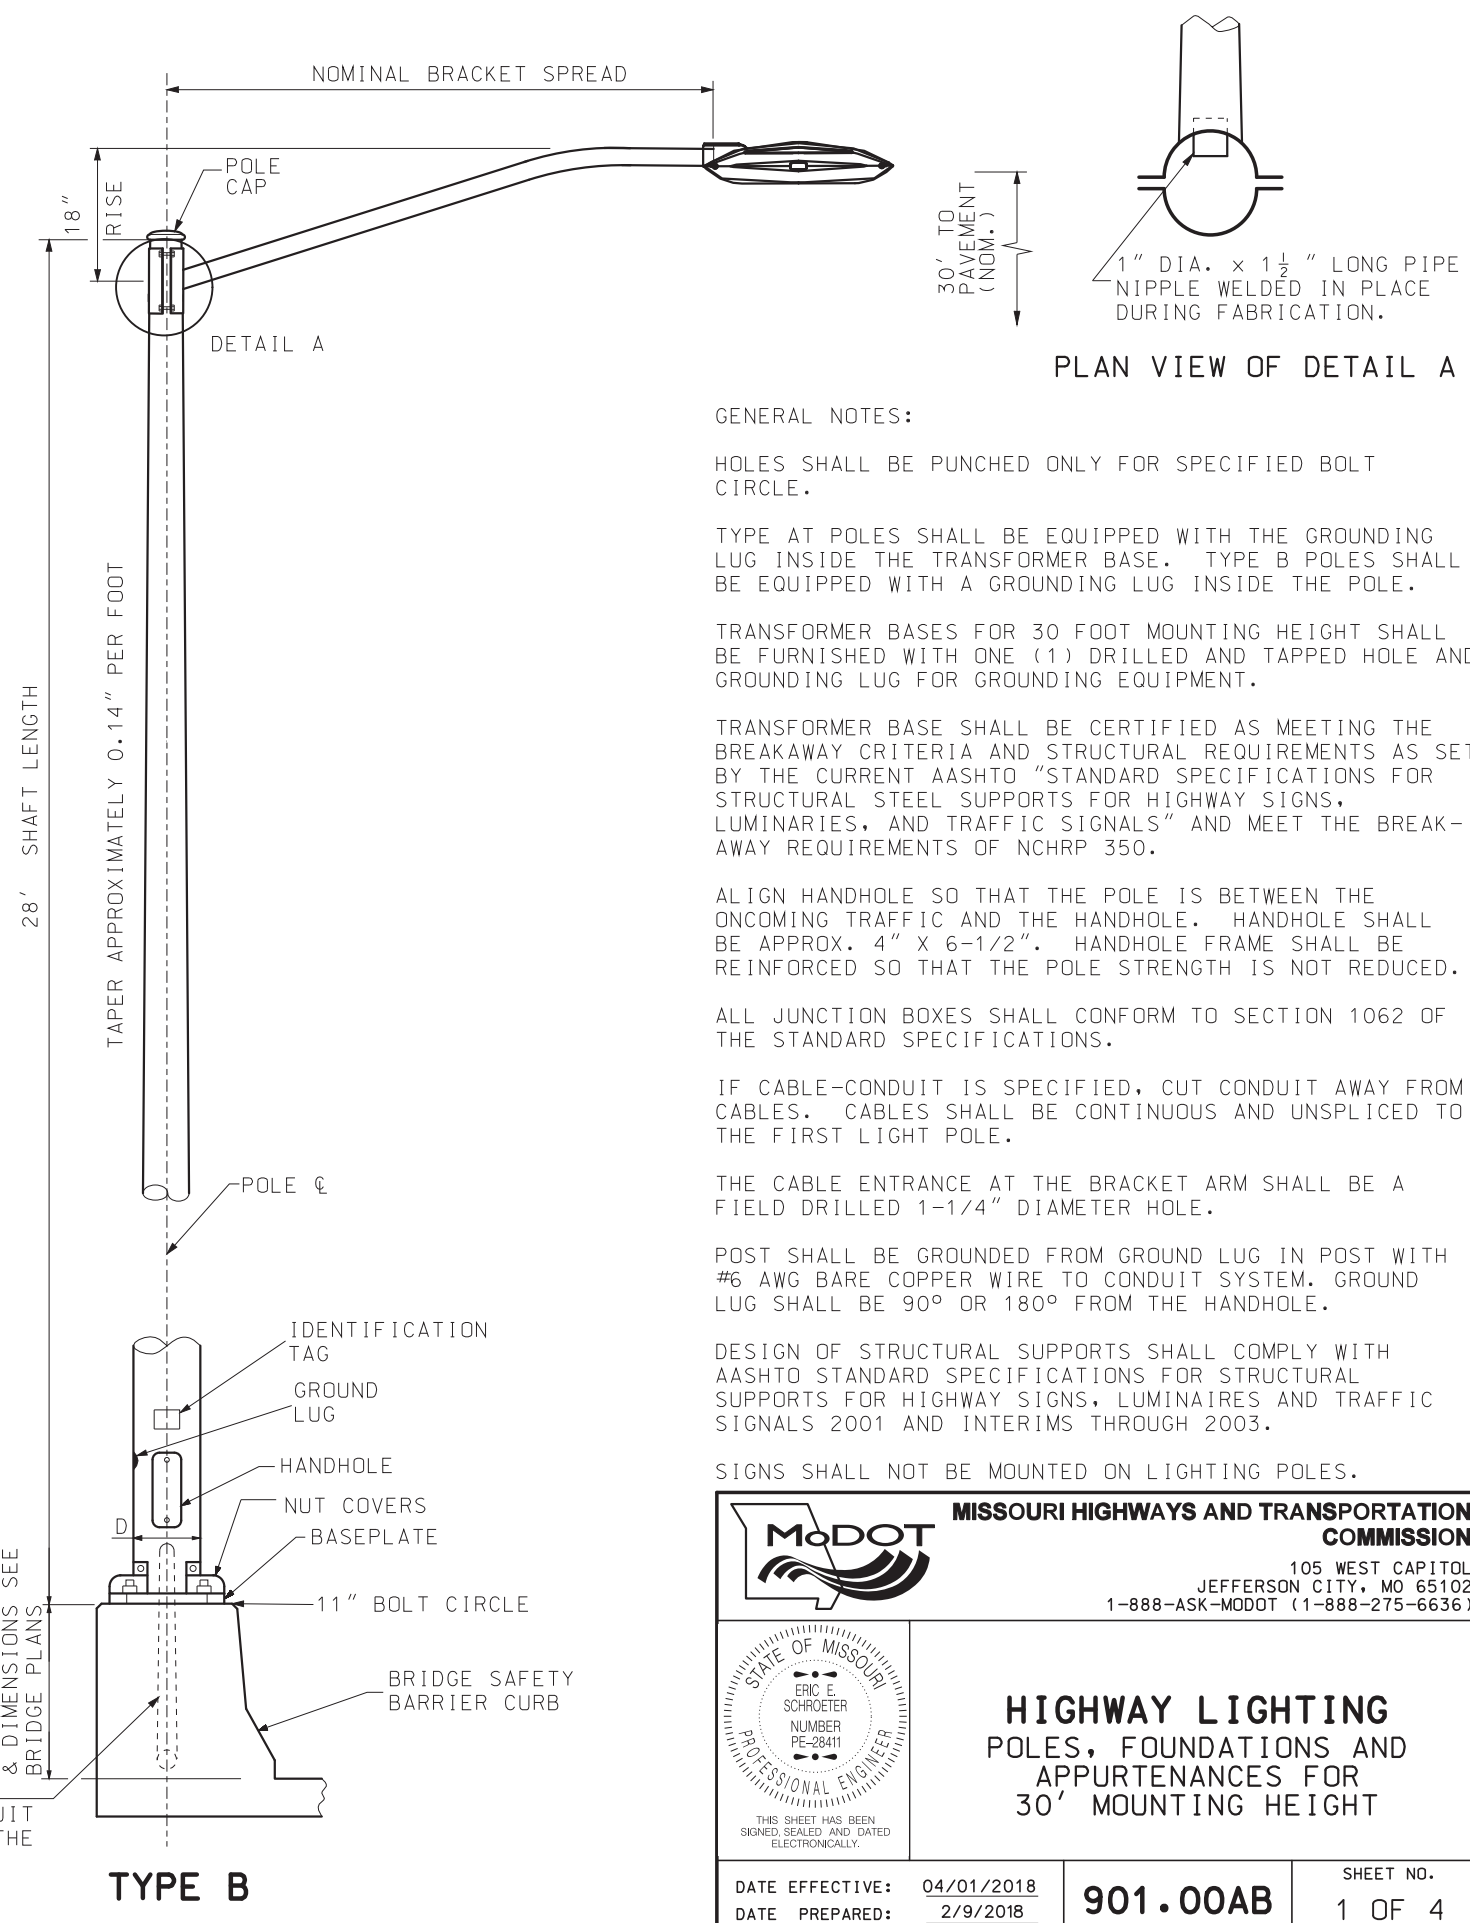 NOMINAL BRACKET SPREAD
POLE
CAP
18"
RISE
DETAIL A
28' SHAFT LENGTH
TAPER APPROXIMATELY 0.14" PER FOOT
POLE ℄
IDENTIFICATION
TAG
GROUND
LUG
HANDHOLE
NUT COVERS
D
BASEPLATE
11" BOLT CIRCLE
& DIMENSIONS SEE
BRIDGE PLANS
BRIDGE SAFETY
BARRIER CURB
UIT
THE
TYPE B
30' TO
PAVEMENT
(NOM.)
1" DIA. x 1 1/2 " LONG PIPE
NIPPLE WELDED IN PLACE
DURING FABRICATION.
PLAN VIEW OF DETAIL A
GENERAL NOTES:
HOLES SHALL BE PUNCHED ONLY FOR SPECIFIED BOLT
CIRCLE.
TYPE AT POLES SHALL BE EQUIPPED WITH THE GROUNDING
LUG INSIDE THE TRANSFORMER BASE. TYPE B POLES SHALL
BE EQUIPPED WITH A GROUNDING LUG INSIDE THE POLE.
TRANSFORMER BASES FOR 30 FOOT MOUNTING HEIGHT SHALL
BE FURNISHED WITH ONE (1) DRILLED AND TAPPED HOLE AND
GROUNDING LUG FOR GROUNDING EQUIPMENT.
TRANSFORMER BASE SHALL BE CERTIFIED AS MEETING THE
BREAKAWAY CRITERIA AND STRUCTURAL REQUIREMENTS AS SET
BY THE CURRENT AASHTO "STANDARD SPECIFICATIONS FOR
STRUCTURAL STEEL SUPPORTS FOR HIGHWAY SIGNS,
LUMINARIES, AND TRAFFIC SIGNALS" AND MEET THE BREAK-
AWAY REQUIREMENTS OF NCHRP 350.
ALIGN HANDHOLE SO THAT THE POLE IS BETWEEN THE
ONCOMING TRAFFIC AND THE HANDHOLE. HANDHOLE SHALL
BE APPROX. 4" X 6-1/2". HANDHOLE FRAME SHALL BE
REINFORCED SO THAT THE POLE STRENGTH IS NOT REDUCED.
ALL JUNCTION BOXES SHALL CONFORM TO SECTION 1062 OF
THE STANDARD SPECIFICATIONS.
IF CABLE-CONDUIT IS SPECIFIED, CUT CONDUIT AWAY FROM
CABLES. CABLES SHALL BE CONTINUOUS AND UNSPLICED TO
THE FIRST LIGHT POLE.
THE CABLE ENTRANCE AT THE BRACKET ARM SHALL BE A
FIELD DRILLED 1-1/4" DIAMETER HOLE.
POST SHALL BE GROUNDED FROM GROUND LUG IN POST WITH
#6 AWG BARE COPPER WIRE TO CONDUIT SYSTEM. GROUND
LUG SHALL BE 90° OR 180° FROM THE HANDHOLE.
DESIGN OF STRUCTURAL SUPPORTS SHALL COMPLY WITH
AASHTO STANDARD SPECIFICATIONS FOR STRUCTURAL
SUPPORTS FOR HIGHWAY SIGNS, LUMINAIRES AND TRAFFIC
SIGNALS 2001 AND INTERIMS THROUGH 2003.
SIGNS SHALL NOT BE MOUNTED ON LIGHTING POLES.
MoDOT
MISSOURI HIGHWAYS AND TRANSPORTATION
COMMISSION
105 WEST CAPITOL
JEFFERSON CITY, MO 65102
1-888-ASK-MODOT (1-888-275-6636)
STATE OF MISSOURI
ERIC E.
SCHROETER
NUMBER
PE-28411
PROFESSIONAL ENGINEER
THIS SHEET HAS BEEN
SIGNED, SEALED AND DATED
ELECTRONICALLY.
HIGHWAY LIGHTING
POLES, FOUNDATIONS AND
APPURTENANCES FOR
30' MOUNTING HEIGHT
DATE EFFECTIVE: 04/01/2018
DATE PREPARED: 2/9/2018
901.00AB
SHEET NO.
1 OF 4